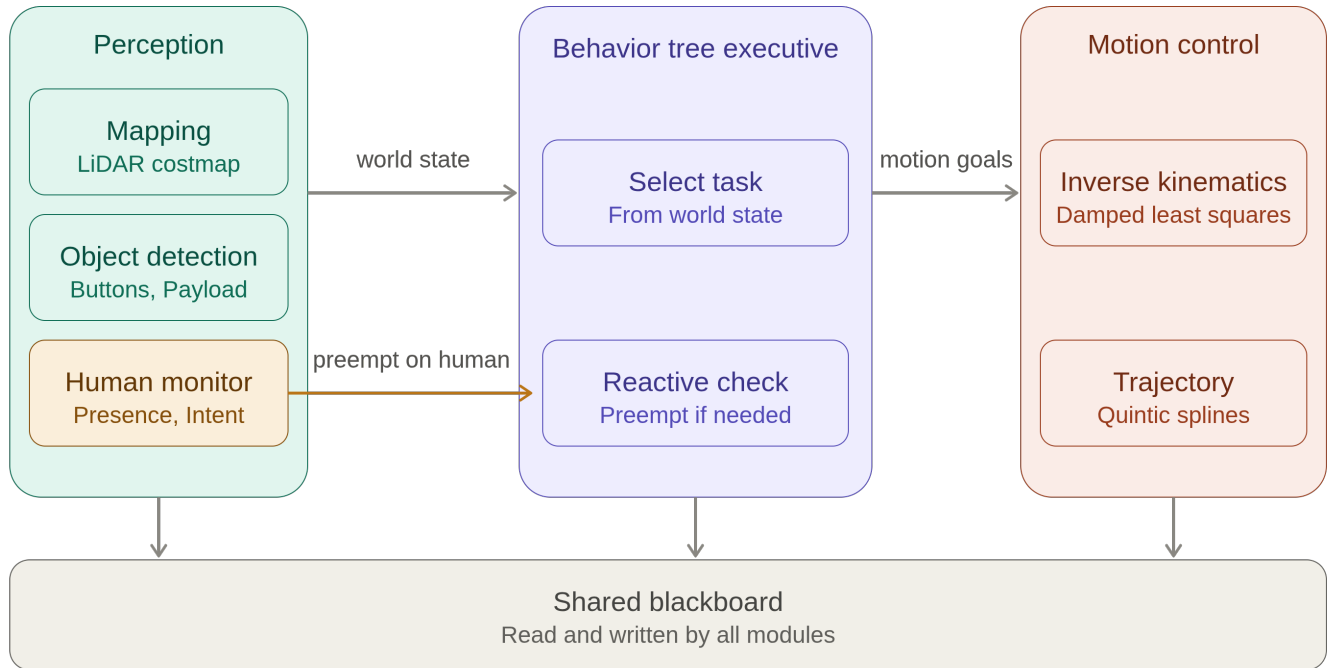 Perception
Mapping
LiDAR costmap
Object detection
Buttons, Payload
Human monitor
Presence, Intent
world state
preempt on human
Behavior tree executive
Select task
From world state
Reactive check
Preempt if needed
motion goals
Motion control
Inverse kinematics
Damped least squares
Trajectory
Quintic splines
Shared blackboard
Read and written by all modules